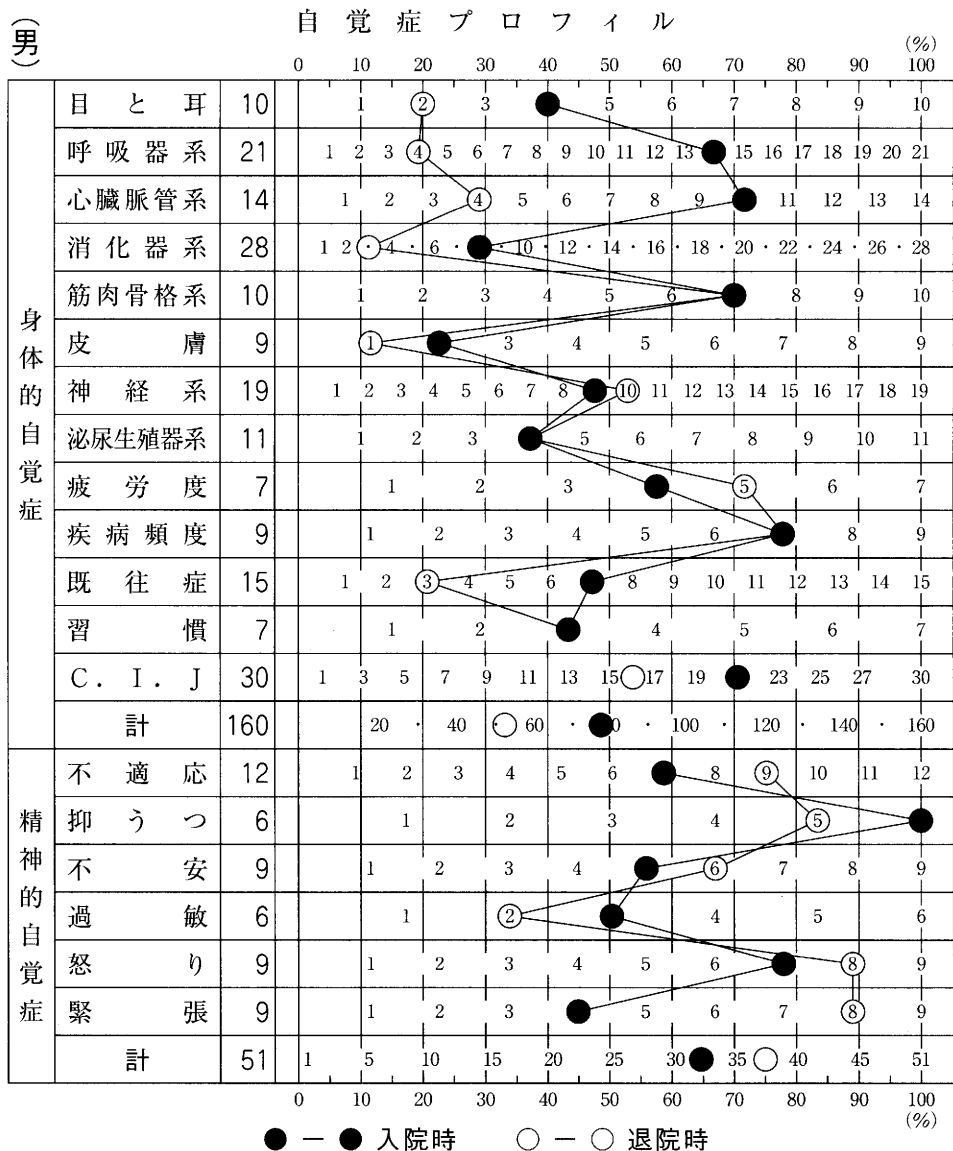 (男)
自覚症プロフィル
(%)
0 10 20 30 40 50 60 70 80 90 100
身体的自覚症
目と耳 10 1 2 3 5 6 7 8 9 10
呼吸器系 21 1 2 3 4 5 6 7 8 9 10 11 12 13 15 16 17 18 19 20 21
心臓脈管系 14 1 2 3 4 5 6 7 8 9 11 12 13 14
消化器系 28 1 2 · 4 · 6 · 10 · 12 · 14 · 16 · 18 · 20 · 22 · 24 · 26 · 28
筋肉骨格系 10 1 2 3 4 5 6 8 9 10
皮膚 9 1 3 4 5 6 7 8 9
神経系 19 1 2 3 4 5 6 7 8 10 11 12 13 14 15 16 17 18 19
泌尿生殖器系 11 1 2 3 5 6 7 8 9 10 11
疲労度 7 1 2 3 5 6 7
疾病頻度 9 1 2 3 4 5 6 8 9
既往症 15 1 2 3 4 5 6 8 9 10 11 12 13 14 15
習慣 7 1 2 4 5 6 7
C.I.J 30 1 3 5 7 9 11 13 15 17 19 23 25 27 30
計 160 20 · 40 · 60 · 0 · 100 · 120 · 140 · 160
精神的自覚症
不適応 12 1 2 3 4 5 6 8 9 10 11 12
抑うつ 6 1 2 3 4 5
不安 9 1 2 3 4 6 7 8 9
過敏 6 1 2 4 5 6
怒り 9 1 2 3 4 5 6 8 9
緊張 9 1 2 3 5 6 7 8 9
計 51 1 5 10 15 20 25 30 35 40 45 51
0 10 20 30 40 50 60 70 80 90 100
(%)
●—●入院時 ○—○退院時